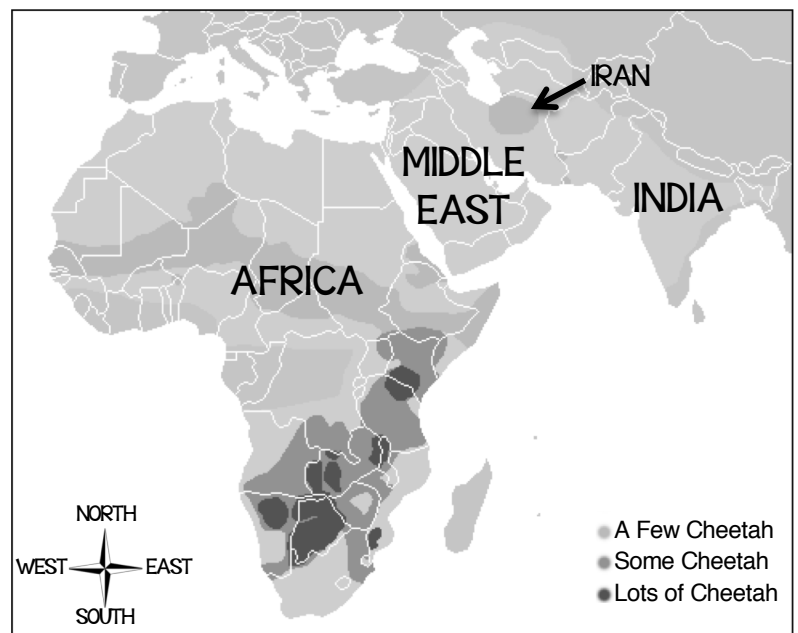 IRAN
MIDDLE
EAST
INDIA
AFRICA
NORTH
WEST
EAST
SOUTH
A Few Cheetah
Some Cheetah
Lots of Cheetah